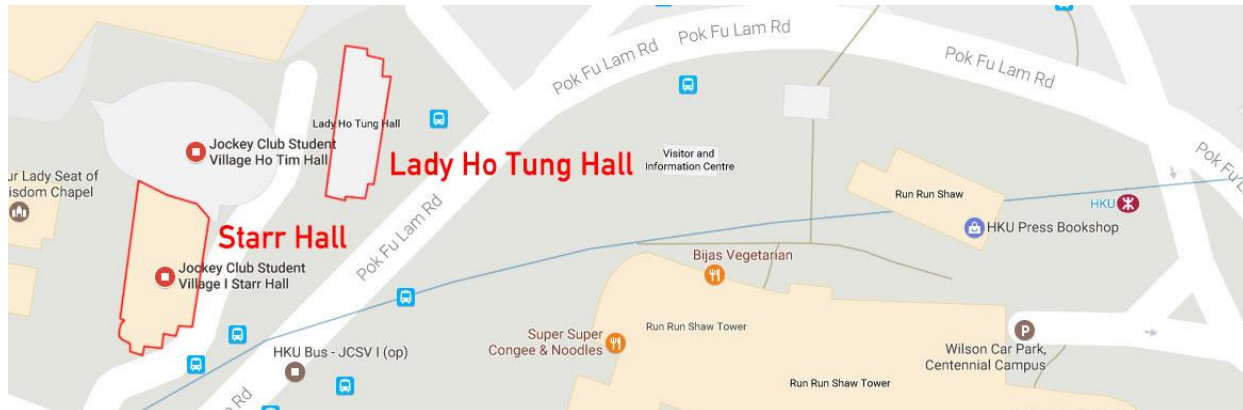 Pok Fu Lam Rd
Pok Fu Lam Rd
Pok Fu Lam Rd
Pok Fu L
Lady Ho Tung Hall
Jockey Club Student
Village Ho Tim Hall
Lady Ho Tung Hall
Visitor and
Information Centre
ur Lady Seat of
isdom Chapel
Run Run Shaw
HKU
HKU Press Bookshop
Starr Hall
Pok Fu Lam Rd
Jockey Club Student
Village I Starr Hall
Bijas Vegetarian
Super Super
Congee & Noodles
Run Run Shaw Tower
P
Wilson Car Park,
Centennial Campus
HKU Bus - JCSV I (op)
Run Run Shaw Tower
Rd